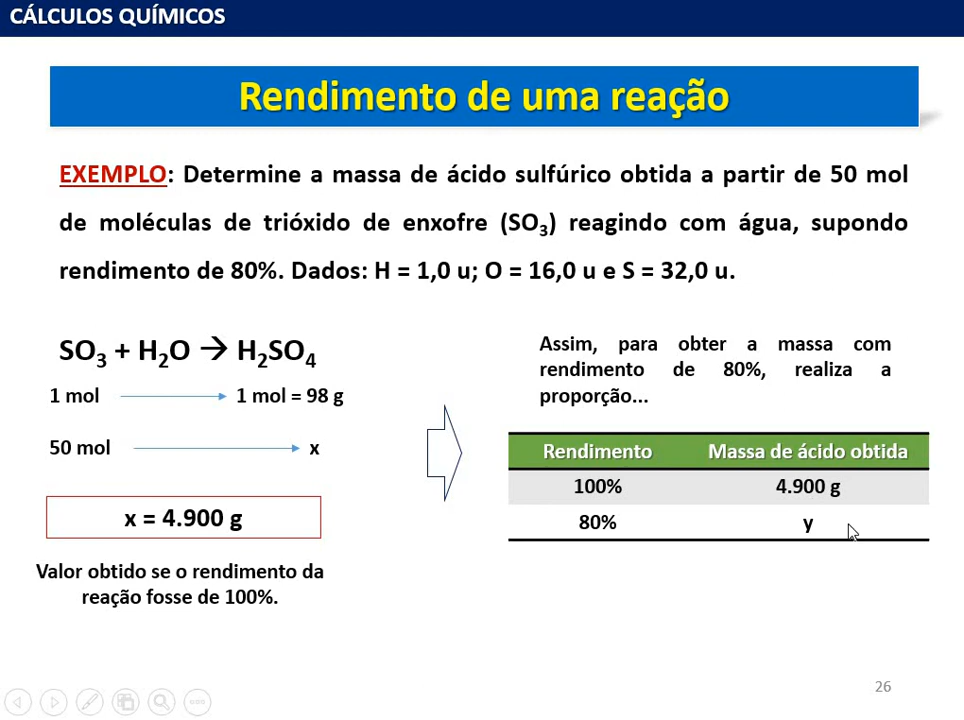 CÁLCULOS QUÍMICOS
Rendimento de uma reação
EXEMPLO: Determine a massa de ácido sulfúrico obtida a partir de 50 mol
de moléculas de trióxido de enxofre (SO₃) reagindo com água, supondo
rendimento de 80%. Dados: H = 1,0 u; O = 16,0 u e S = 32,0 u.
SO₃ + H₂O → H₂SO₄
1 mol → 1 mol = 98 g
50 mol → x
x = 4.900 g
Valor obtido se o rendimento da
reação fosse de 100%.
Assim, para obter a massa com
rendimento de 80%, realiza a
proporção...
Rendimento Massa de ácido obtida
100% 4.900 g
80% y
26